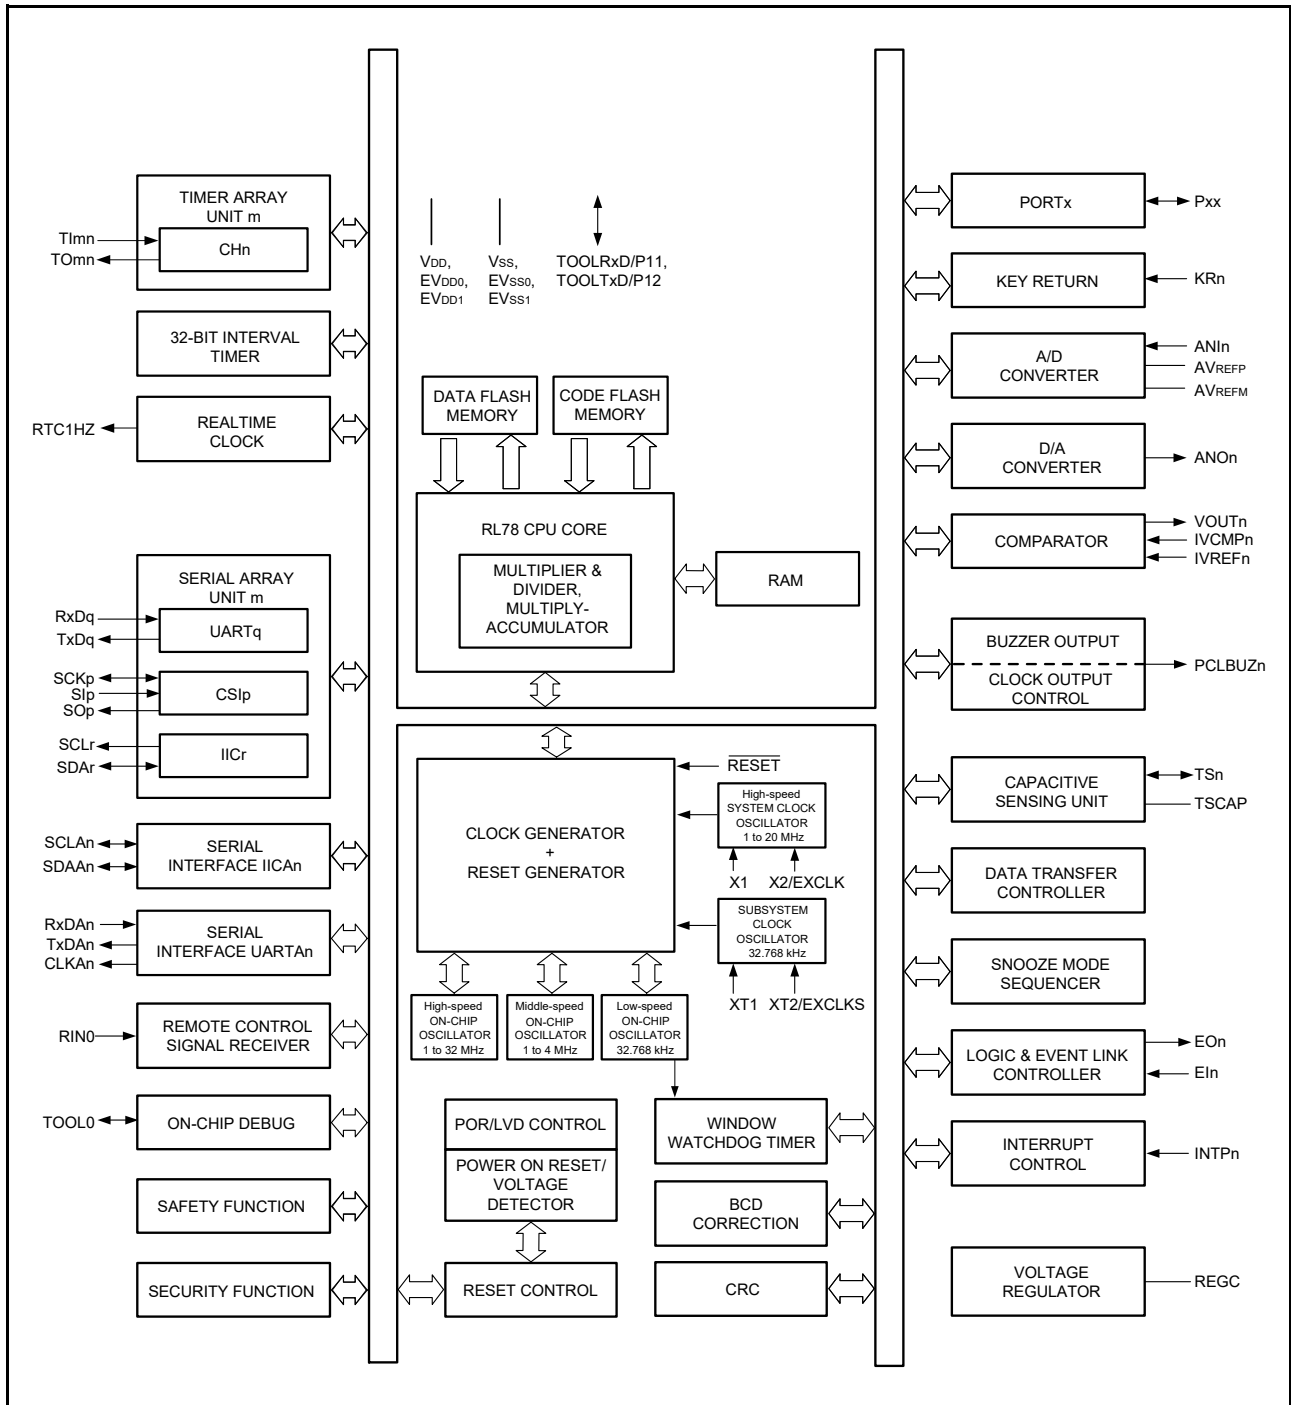 TIMER ARRAY
UNIT m
TImn
TOmn
CHn
32-BIT INTERVAL
TIMER
RTC1HZ
REALTIME
CLOCK
SERIAL ARRAY
UNIT m
RxDq
TxDq
UARTq
SCKp
SIp
SOp
CSIp
SCLr
SDAr
IICr
SCLAn
SDAAn
SERIAL
INTERFACE IICAn
RxDAn
TxDAn
CLKAn
SERIAL
INTERFACE UARTAn
RIN0
REMOTE CONTROL
SIGNAL RECEIVER
TOOL0
ON-CHIP DEBUG
SAFETY FUNCTION
SECURITY FUNCTION
VDD,
EVDD0,
EVDD1
VSS,
EVSS0,
EVSS1
TOOLRxD/P11,
TOOLTxD/P12
DATA FLASH
MEMORY
CODE FLASH
MEMORY
RL78 CPU CORE
MULTIPLIER &
DIVIDER,
MULTIPLY-
ACCUMULATOR
RAM
CLOCK GENERATOR
+
RESET GENERATOR
RESET
High-speed
SYSTEM CLOCK
OSCILLATOR
1 to 20 MHz
X1
X2/EXCLK
SUBSYSTEM
CLOCK
OSCILLATOR
32.768 kHz
XT1
XT2/EXCLKS
High-speed
ON-CHIP
OSCILLATOR
1 to 32 MHz
Middle-speed
ON-CHIP
OSCILLATOR
1 to 4 MHz
Low-speed
ON-CHIP
OSCILLATOR
32.768 kHz
POR/LVD CONTROL
POWER ON RESET/
VOLTAGE
DETECTOR
RESET CONTROL
WINDOW
WATCHDOG TIMER
BCD
CORRECTION
CRC
PORTx
Pxx
KEY RETURN
KRn
A/D
CONVERTER
ANIn
AVREFP
AVREFM
D/A
CONVERTER
ANOn
COMPARATOR
VOUTn
IVCMPn
IVREFn
BUZZER OUTPUT
CLOCK OUTPUT
CONTROL
PCLBUZn
CAPACITIVE
SENSING UNIT
TSn
TSCAP
DATA TRANSFER
CONTROLLER
SNOOZE MODE
SEQUENCER
LOGIC & EVENT LINK
CONTROLLER
EOn
EIn
INTERRUPT
CONTROL
INTPn
VOLTAGE
REGULATOR
REGC